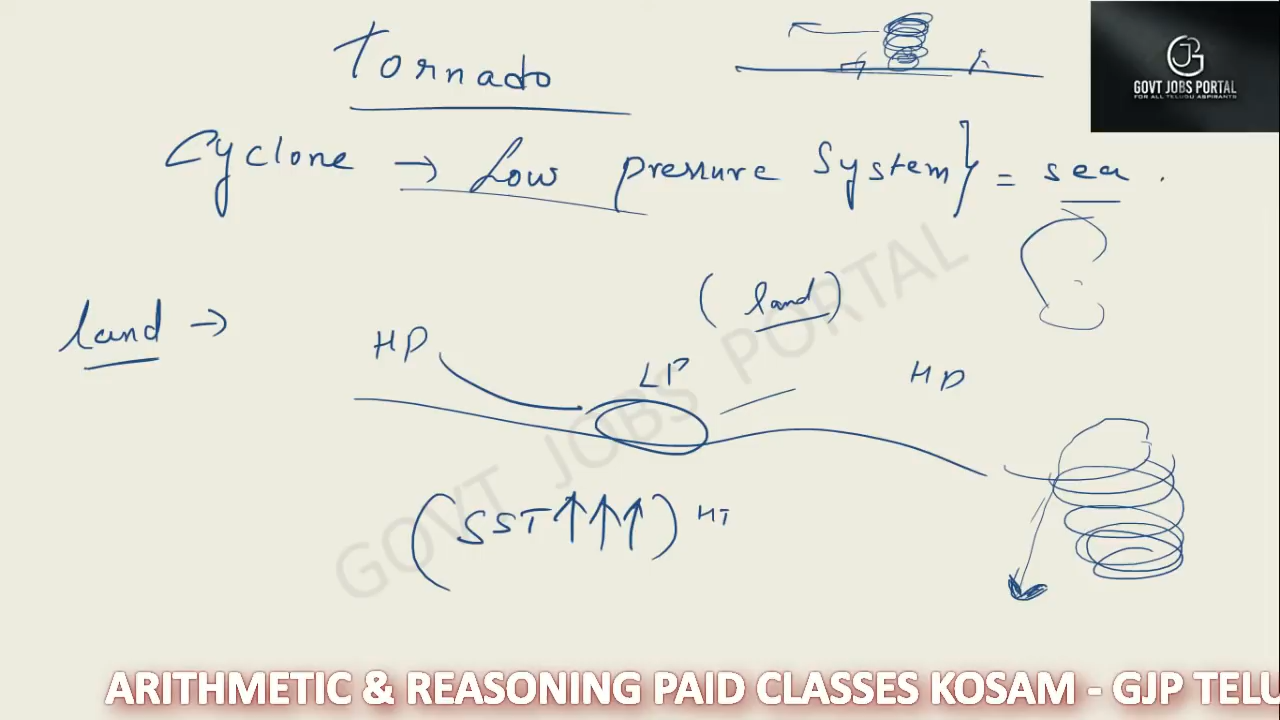 Tornado
GOVT JOBS PORTAL
FOR ALL TELUGU ASPIRANTS
Cyclone → Low pressure System} = sea
(land)
land →
HP
LP
HP
(SST↑↑↑) HT
GOVT JOBS PORTAL
ARITHMETIC & REASONING PAID CLASSES KOSAM - GJP TELU